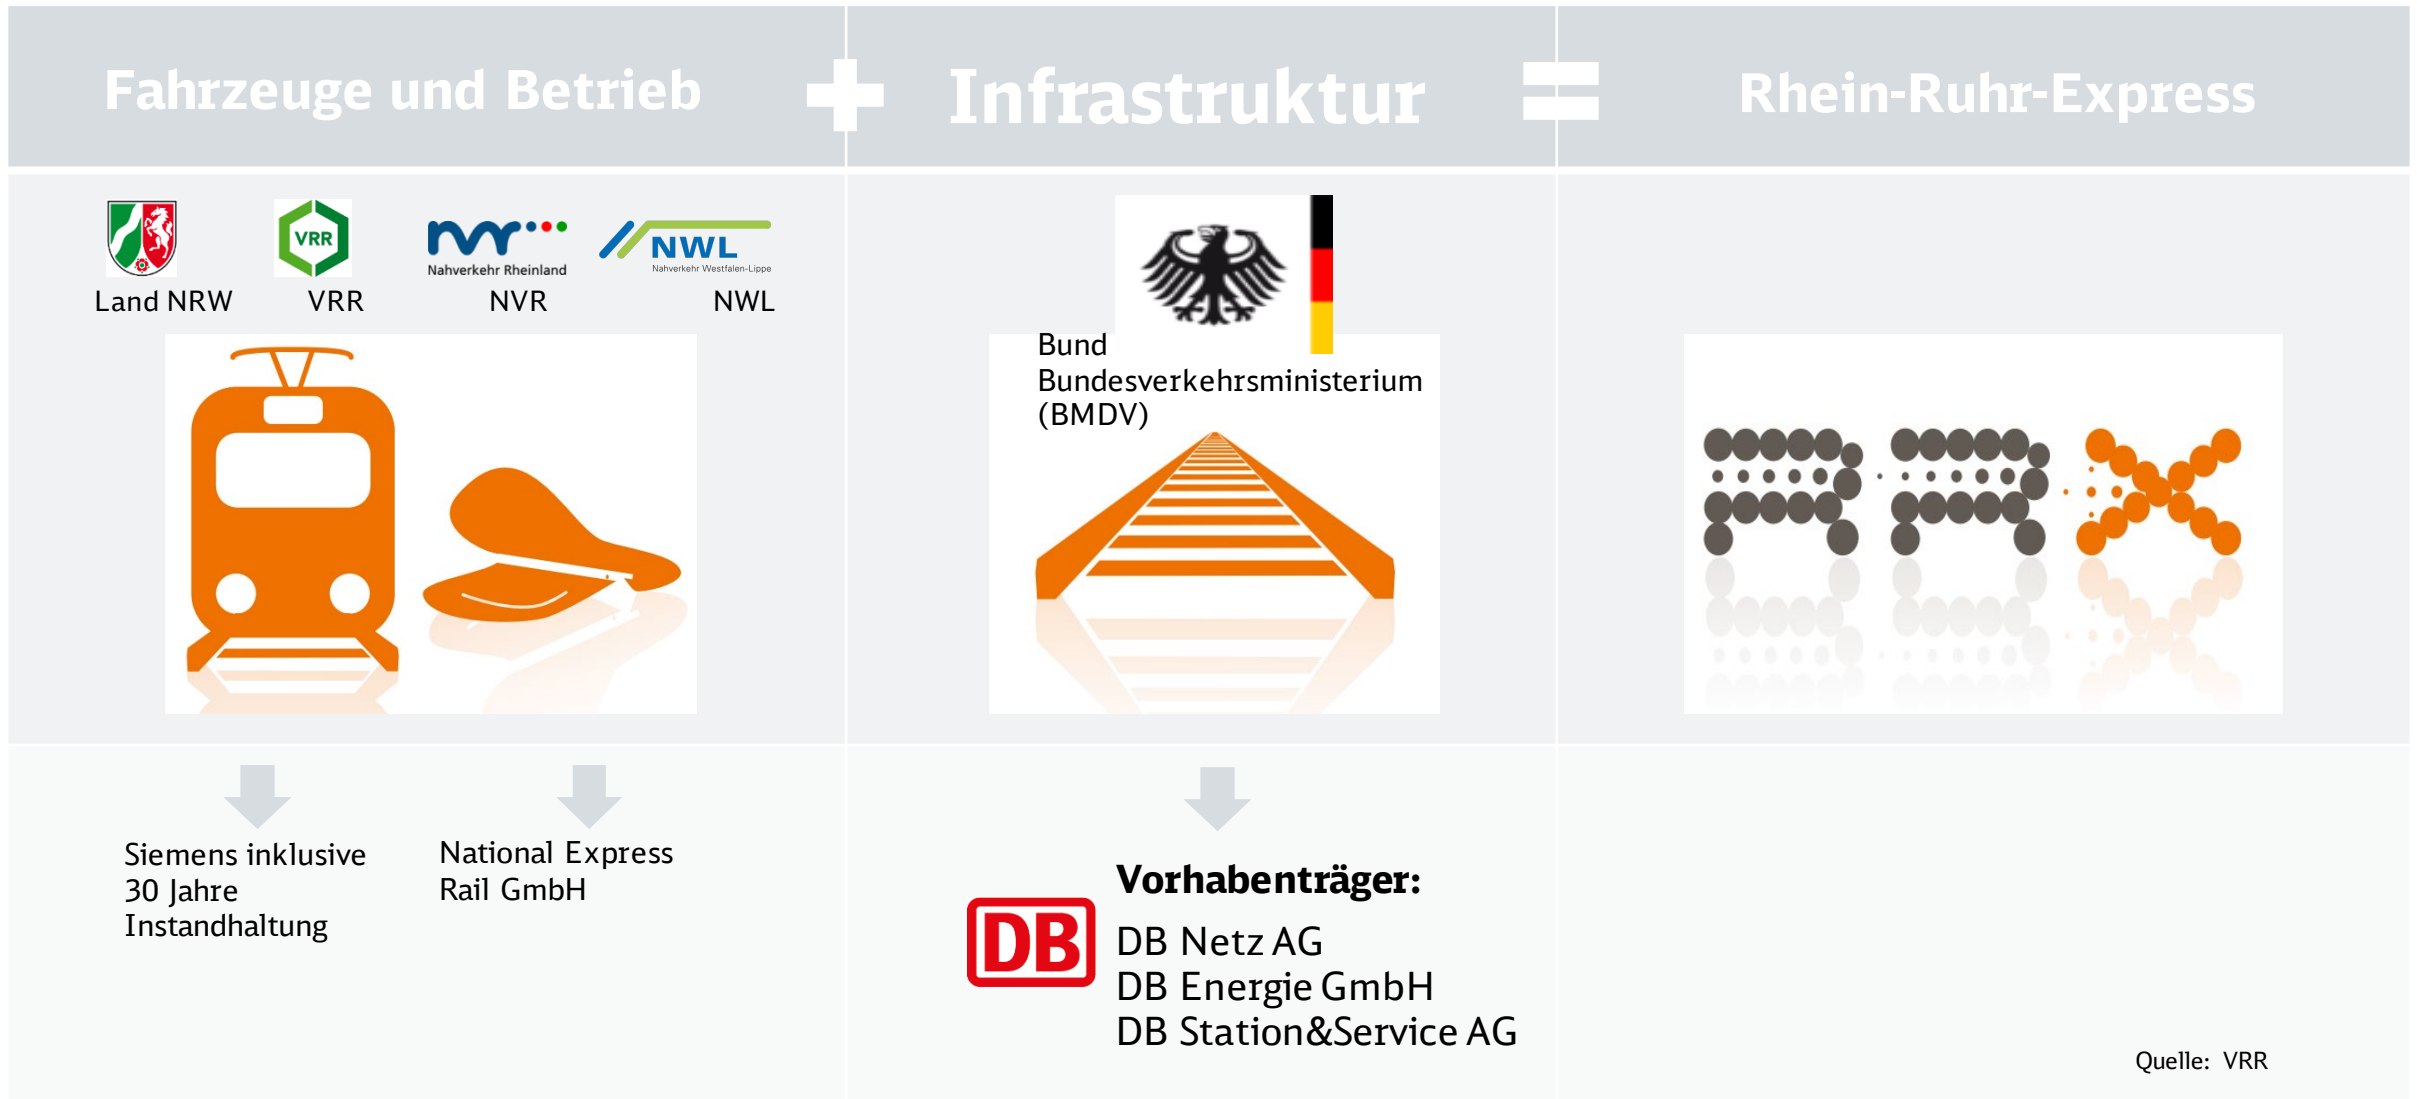 Fahrzeuge und Betrieb
Infrastruktur
Rhein-Ruhr-Express
VRR
nvr
Nahverkehr Rheinland
NWL
Nahverkehr Westfalen-Lippe
Land NRW
VRR
NVR
NWL
Bund
Bundesverkehrsministerium
(BMDV)
RRX
Siemens inklusive
30 Jahre
Instandhaltung
National Express
Rail GmbH
DB
Vorhabenträger:
DB Netz AG
DB Energie GmbH
DB Station&Service AG
Quelle: VRR